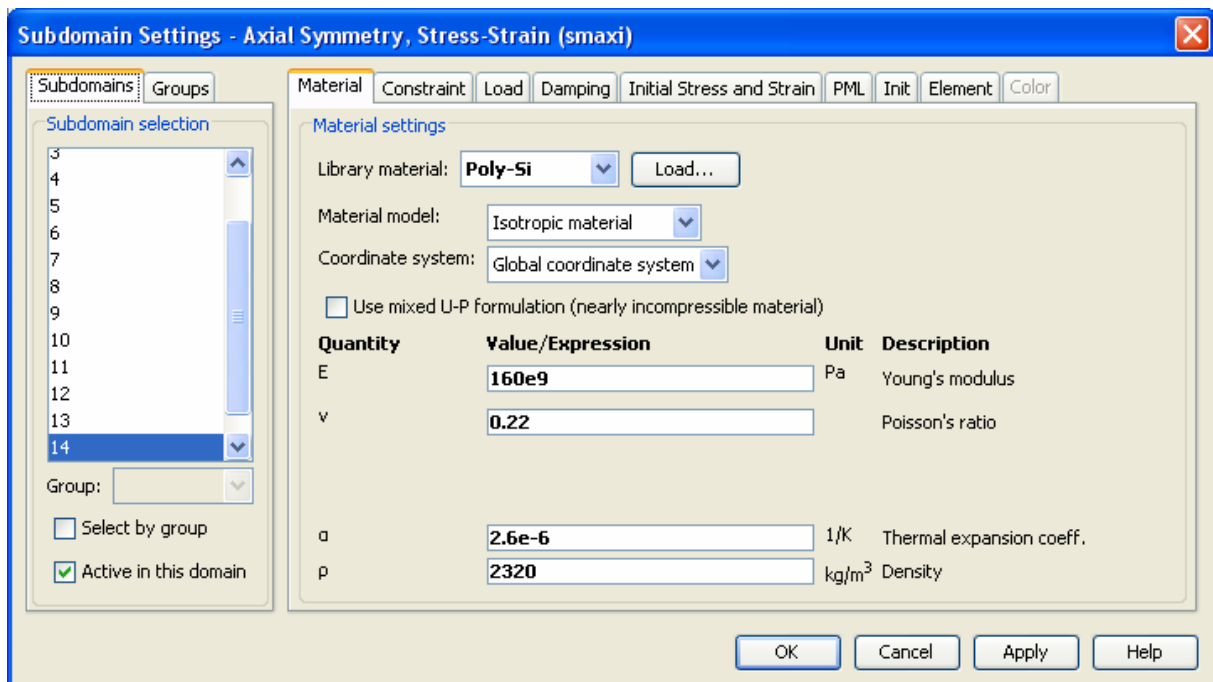 Subdomain Settings - Axial Symmetry, Stress-Strain (smaxi)
Subdomains Groups
Subdomain selection
3
4
5
6
7
8
9
10
11
12
13
14
Group:
Select by group
Active in this domain
Material Constraint Load Damping Initial Stress and Strain PML Init Element Color
Material settings
Library material: Poly-Si Load...
Material model: Isotropic material
Coordinate system: Global coordinate system
Use mixed U-P formulation (nearly incompressible material)
Quantity Value/Expression Unit Description
E 160e9 Pa Young's modulus
ν 0.22 Poisson's ratio
α 2.6e-6 1/K Thermal expansion coeff.
ρ 2320 kg/m³ Density
OK Cancel Apply Help